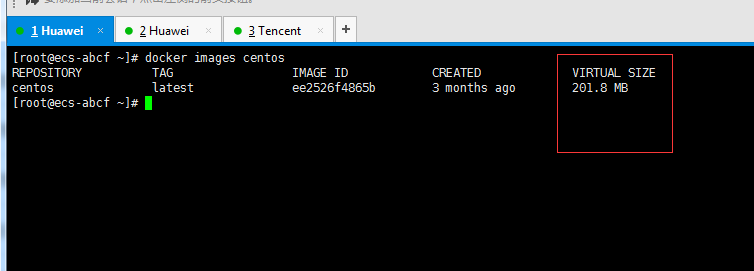 1 Huawei × 2 Huawei × 3 Tencent × +
[root@ecs-abcf ~]# docker images centos
REPOSITORY TAG IMAGE ID CREATED VIRTUAL SIZE
centos latest ee2526f4865b 3 months ago 201.8 MB
[root@ecs-abcf ~]#